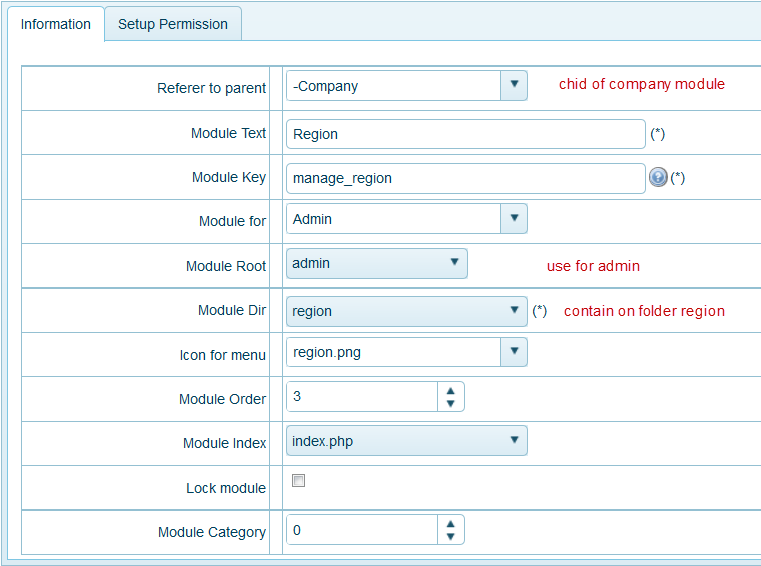 Information Setup Permission
Referer to parent -Company chid of company module
Module Text Region (*)
Module Key manage_region ? (*)
Module for Admin
Module Root admin use for admin
Module Dir region (*) contain on folder region
Icon for menu region.png
Module Order 3
Module Index index.php
Lock module
Module Category 0